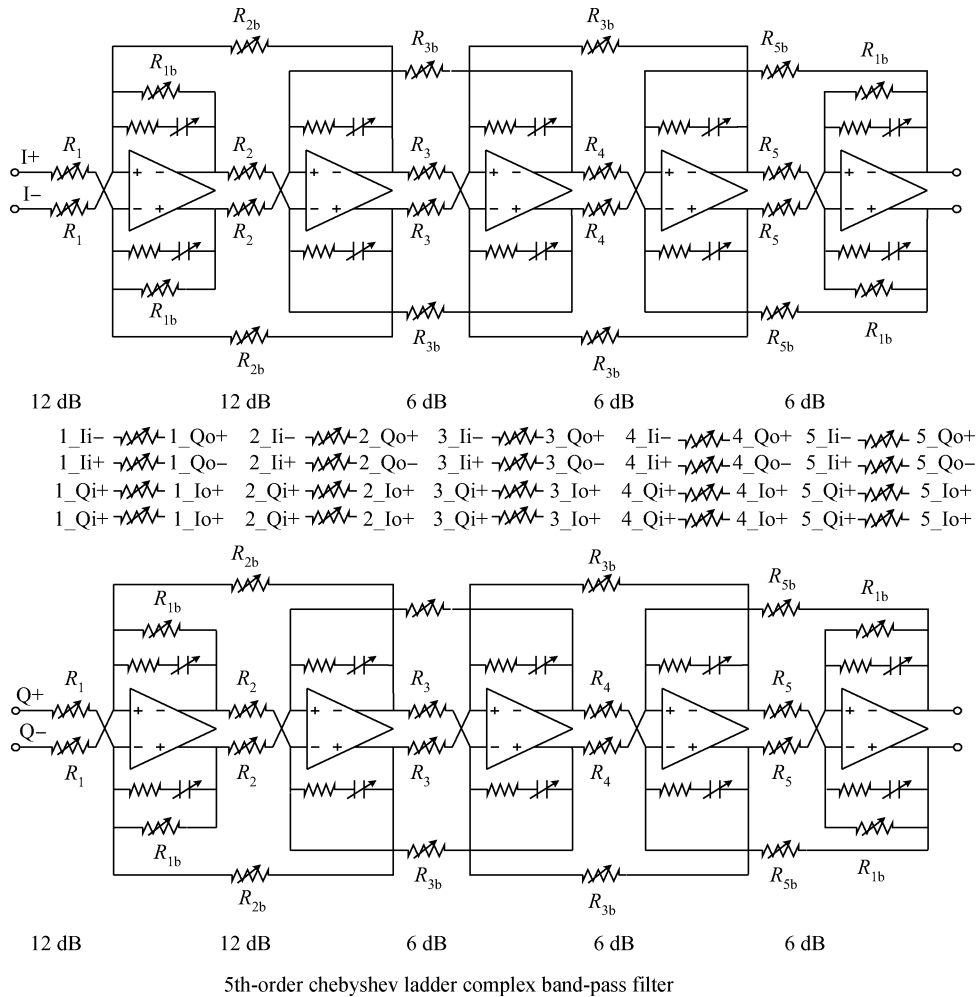 R2b R3b
R3b R5b
R1b R1b
R1 R2 R3 R4 R5
I+
+ − + − + − + − + −
I−
− + − + − + − + − +
R1 R2 R3 R4 R5
R1b R3b R5b R1b
R2b R3b
12 dB 12 dB 6 dB 6 dB 6 dB
1_Ii− 1_Qo+ 2_Ii− 2_Qo+ 3_Ii− 3_Qo+ 4_Ii− 4_Qo+ 5_Ii− 5_Qo+
1_Ii+ 1_Qo− 2_Ii+ 2_Qo− 3_Ii+ 3_Qo− 4_Ii+ 4_Qo− 5_Ii+ 5_Qo−
1_Qi+ 1_Io+ 2_Qi+ 2_Io+ 3_Qi+ 3_Io+ 4_Qi+ 4_Io+ 5_Qi+ 5_Io+
1_Qi+ 1_Io+ 2_Qi+ 2_Io+ 3_Qi+ 3_Io+ 4_Qi+ 4_Io+ 5_Qi+ 5_Io+
R2b R3b
R5b
R1b R1b
R1 R2 R3 R4 R5
Q+
+ − + − + − + − + −
Q−
− + − + − + − + − +
R1 R2 R3 R4 R5
R1b R3b R5b R1b
R2b R3b
12 dB 12 dB 6 dB 6 dB 6 dB
5th-order chebyshev ladder complex band-pass filter